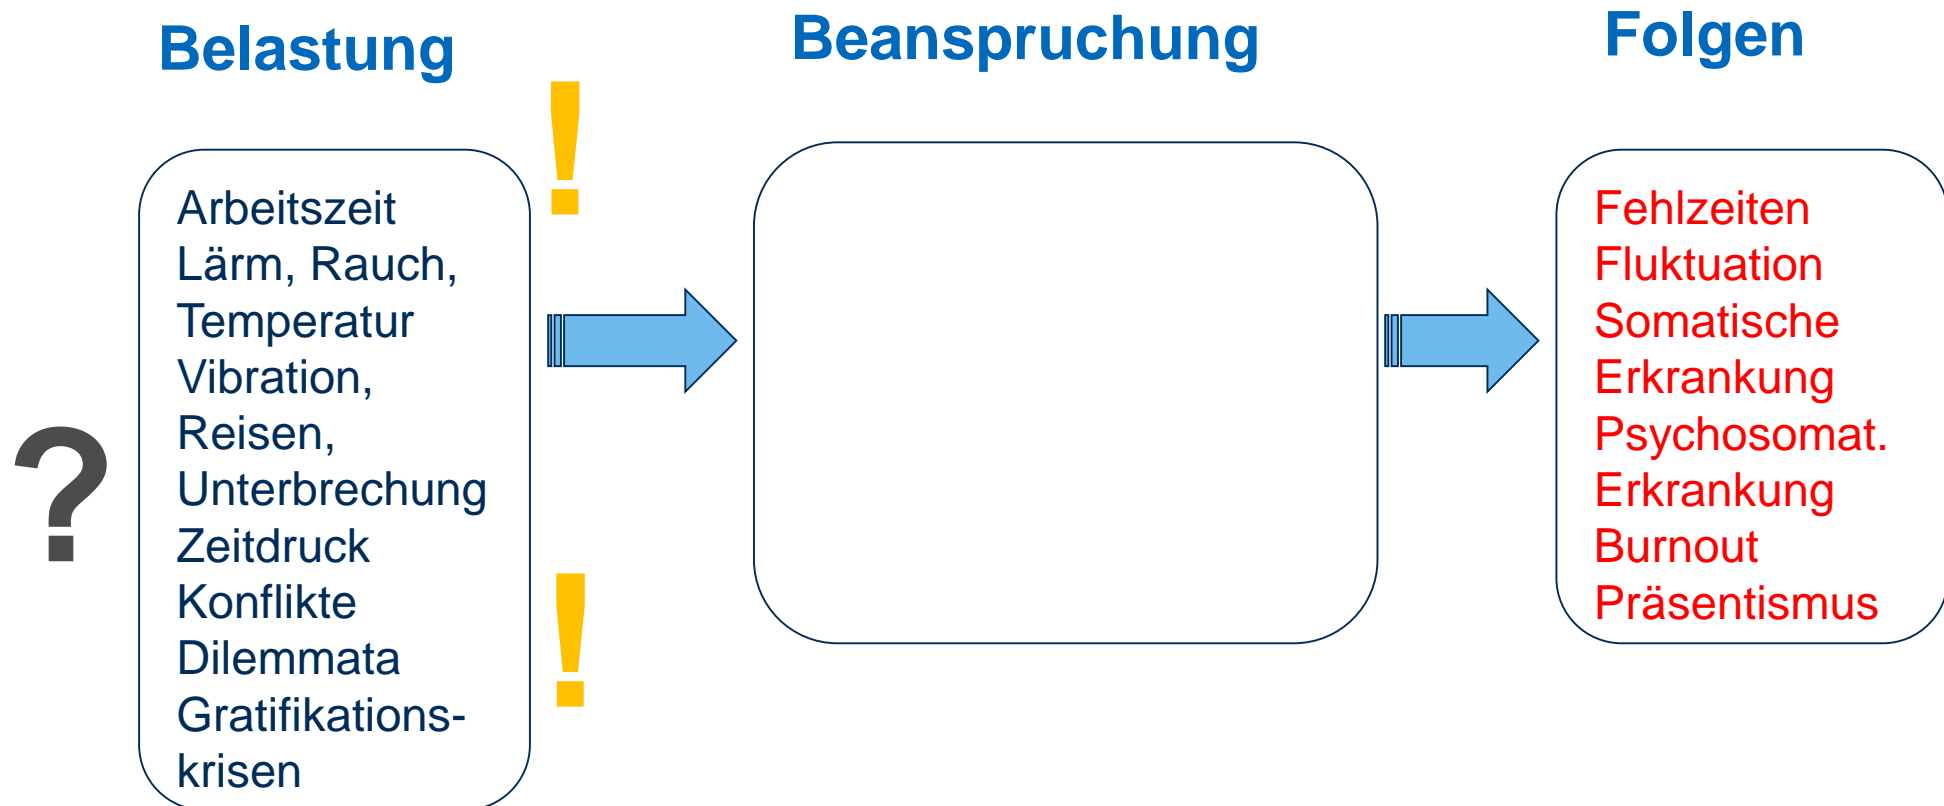 Belastung
Beanspruchung
Folgen
!
Arbeitszeit
Lärm, Rauch,
Temperatur
Vibration,
Reisen,
Unterbrechung
Zeitdruck
Konflikte
Dilemmata
Gratifikations-
krisen
?
!
Fehlzeiten
Fluktuation
Somatische
Erkrankung
Psychosomat.
Erkrankung
Burnout
Präsentismus